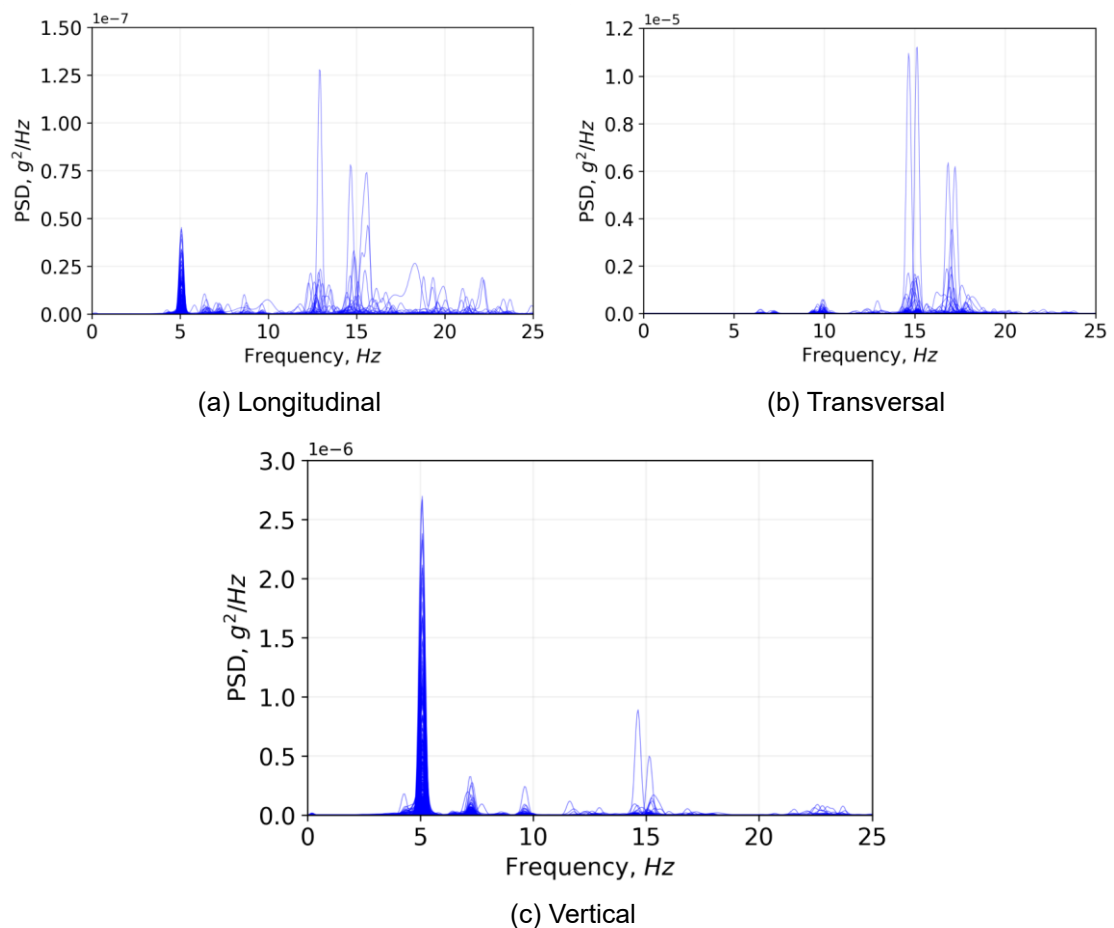 1e−7
1.50
1.25
1.00
0.75
0.50
0.25
0.00
PSD, g²/Hz
0 5 10 15 20 25
Frequency, Hz
(a) Longitudinal
1e−5
1.2
1.0
0.8
0.6
0.4
0.2
0.0
PSD, g²/Hz
0 5 10 15 20 25
Frequency, Hz
(b) Transversal
1e−6
3.0
2.5
2.0
1.5
1.0
0.5
0.0
PSD, g²/Hz
0 5 10 15 20 25
Frequency, Hz
(c) Vertical